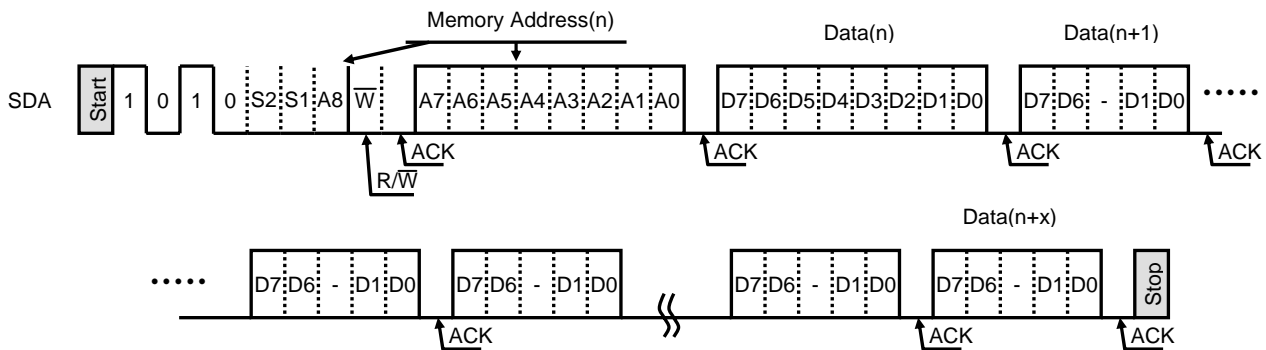 Memory Address(n)
Data(n) Data(n+1)
SDA Start 1 0 1 0 S2 S1 A8 W̅ A7 A6 A5 A4 A3 A2 A1 A0 D7 D6 D5 D4 D3 D2 D1 D0 D7 D6 - D1 D0 •••••
ACK ACK ACK ACK
R/W̅
Data(n+x)
••••• D7 D6 - D1 D0 D7 D6 - D1 D0 D7 D6 - D1 D0 D7 D6 - D1 D0 Stop
ACK ACK ACK